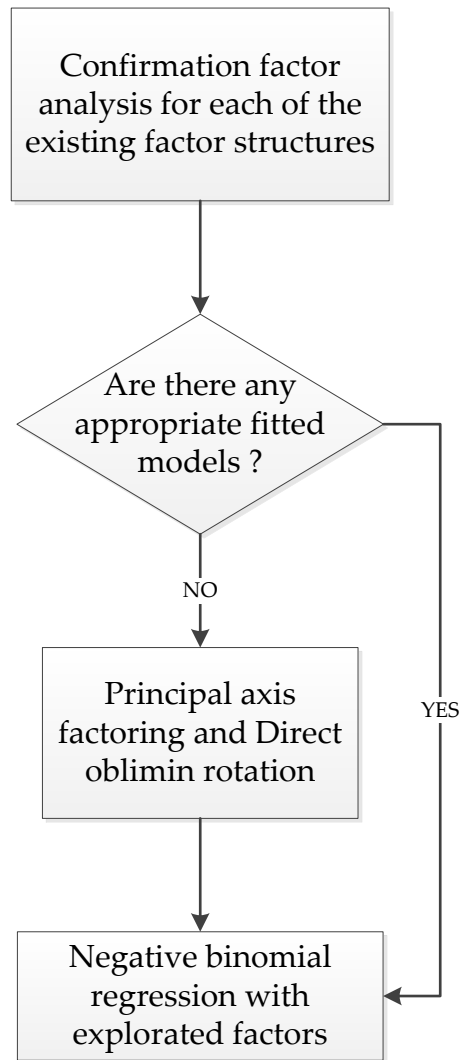 Confirmation factor
analysis for each of the
existing factor structures
Are there any
appropriate fitted
models ?
NO
Principal axis
factoring and Direct
oblimin rotation
YES
Negative binomial
regression with
explorated factors